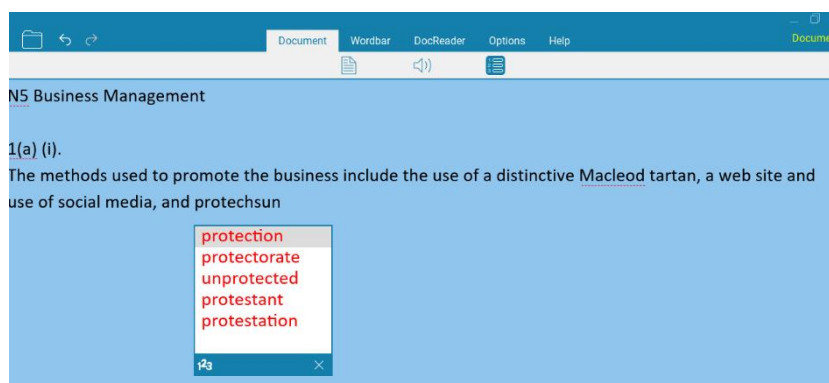 Document Wordbar DocReader Options Help
Docume
N5 Business Management
1(a) (i).
The methods used to promote the business include the use of a distinctive Macleod tartan, a web site and
use of social media, and protechsun
protection
protectorate
unprotected
protestant
protestation
123